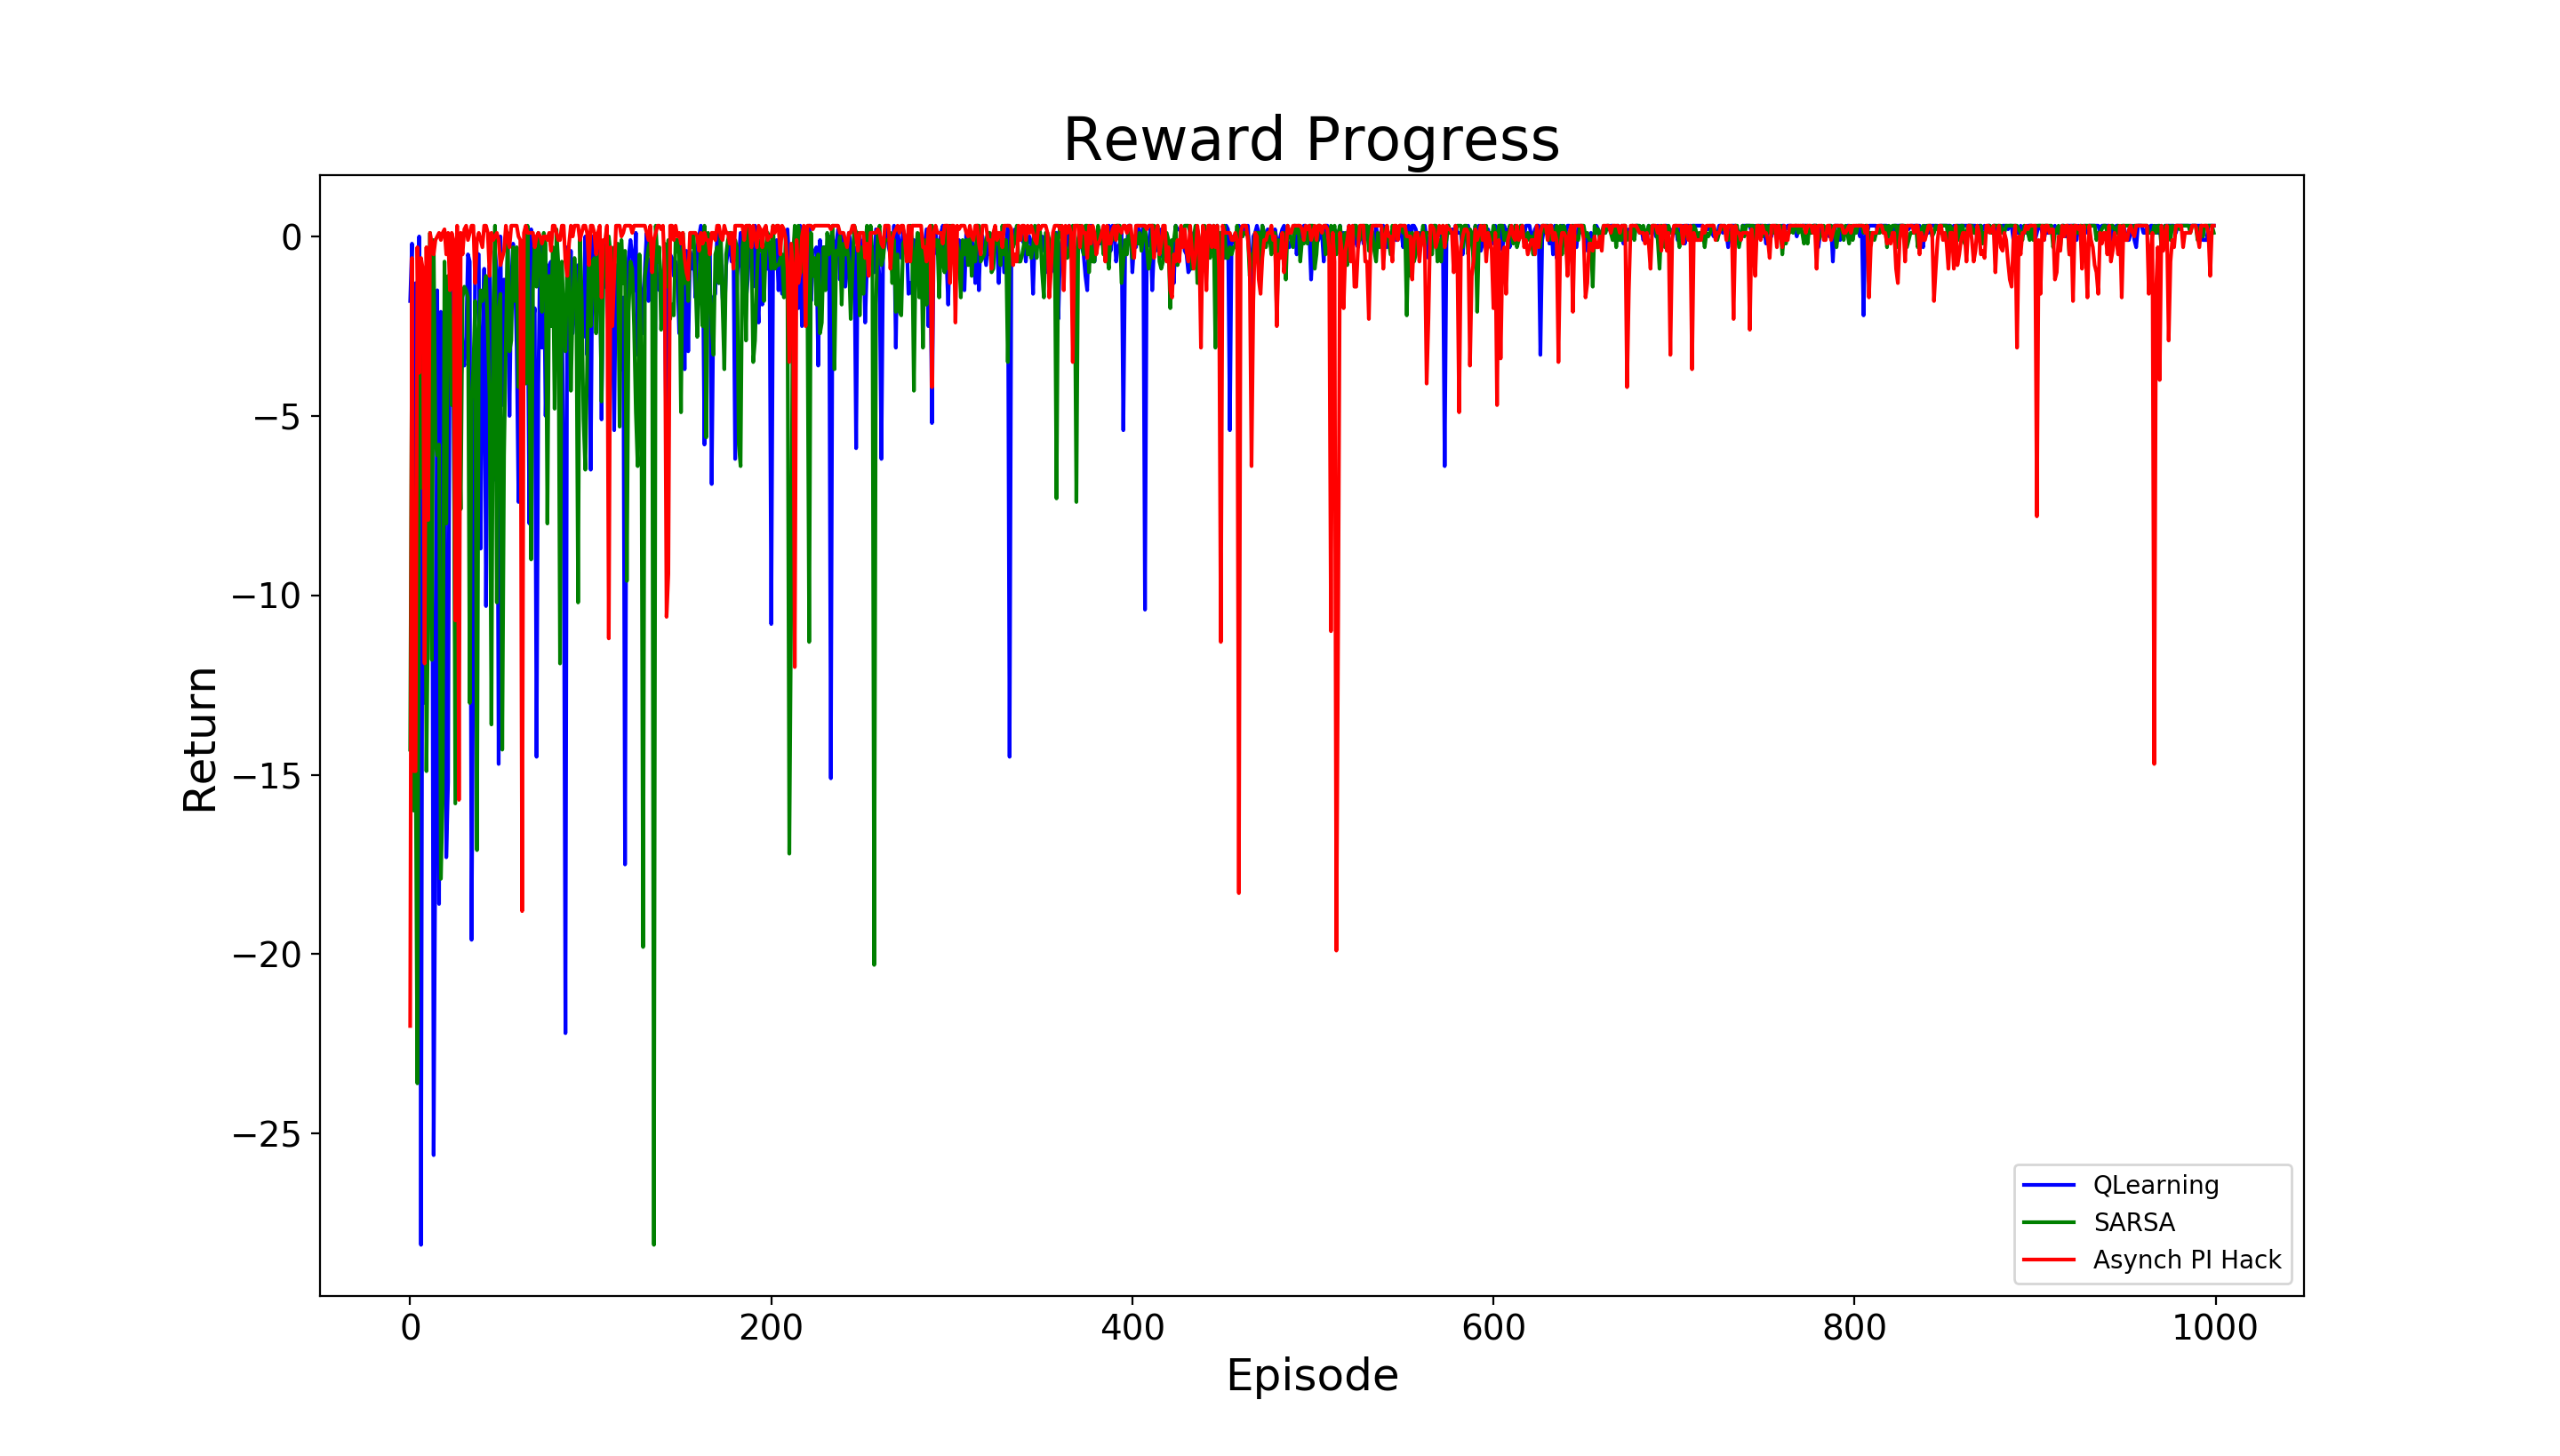 Reward Progress
0
−5
−10
−15
−20
−25
Return
0 200 400 600 800 1000
Episode
QLearning
SARSA
Asynch PI Hack